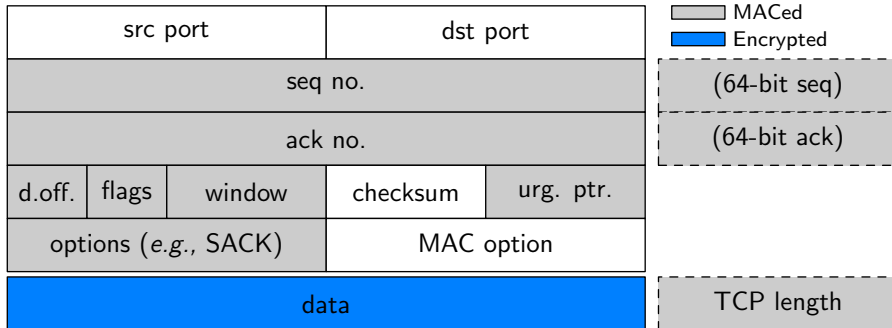 src port dst port MACed
Encrypted
seq no. (64-bit seq)
ack no. (64-bit ack)
d.off. flags window checksum urg. ptr.
options (e.g., SACK) MAC option
data TCP length